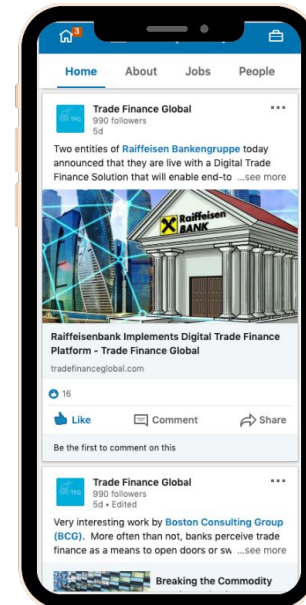 3
Home About Jobs People
TFG
Trade Finance Global
990 followers
5d
Two entities of Raiffeisen Bankengruppe today
announced that they are live with a Digital Trade
Finance Solution that will enable end-to ...see more
Raiffeisen
BANK
Raiffeisenbank Implements Digital Trade Finance
Platform - Trade Finance Global
tradefinanceglobal.com
16
Like Comment Share
Be the first to comment on this
TFG
Trade Finance Global
990 followers
5d • Edited
Very interesting work by Boston Consulting Group
(BCG). More often than not, banks perceive trade
finance as a means to open doors or sw ...see more
Breaking the Commodity